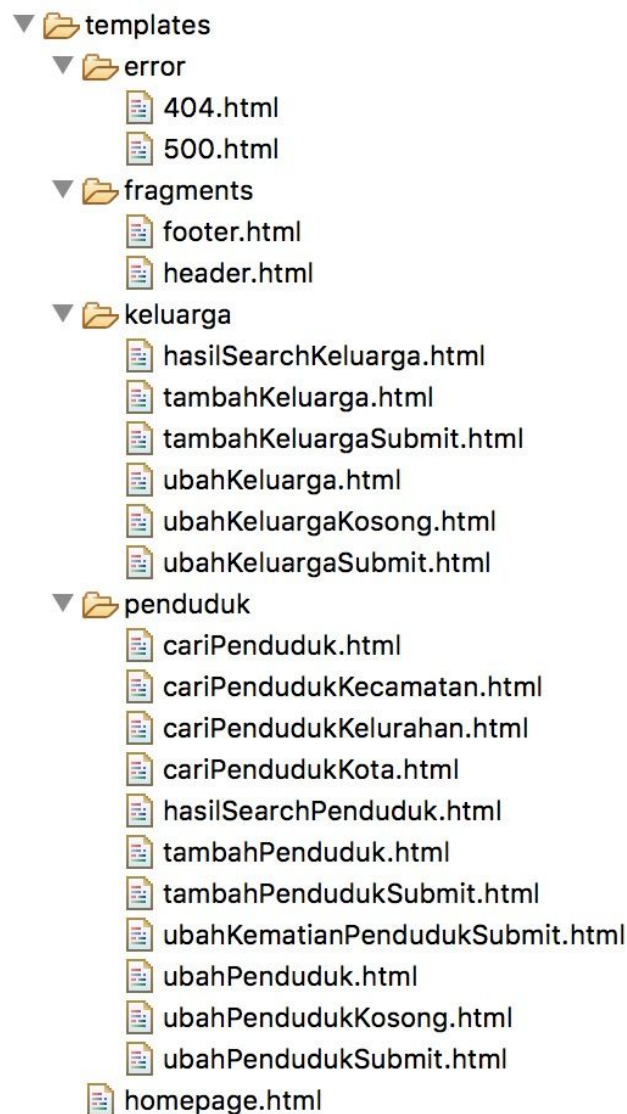 templates
error
404.html
500.html
fragments
footer.html
header.html
keluarga
hasilSearchKeluarga.html
tambahKeluarga.html
tambahKeluargaSubmit.html
ubahKeluarga.html
ubahKeluargaKosong.html
ubahKeluargaSubmit.html
penduduk
cariPenduduk.html
cariPendudukKecamatan.html
cariPendudukKelurahan.html
cariPendudukKota.html
hasilSearchPenduduk.html
tambahPenduduk.html
tambahPendudukSubmit.html
ubahKematianPendudukSubmit.html
ubahPenduduk.html
ubahPendudukKosong.html
ubahPendudukSubmit.html
homepage.html